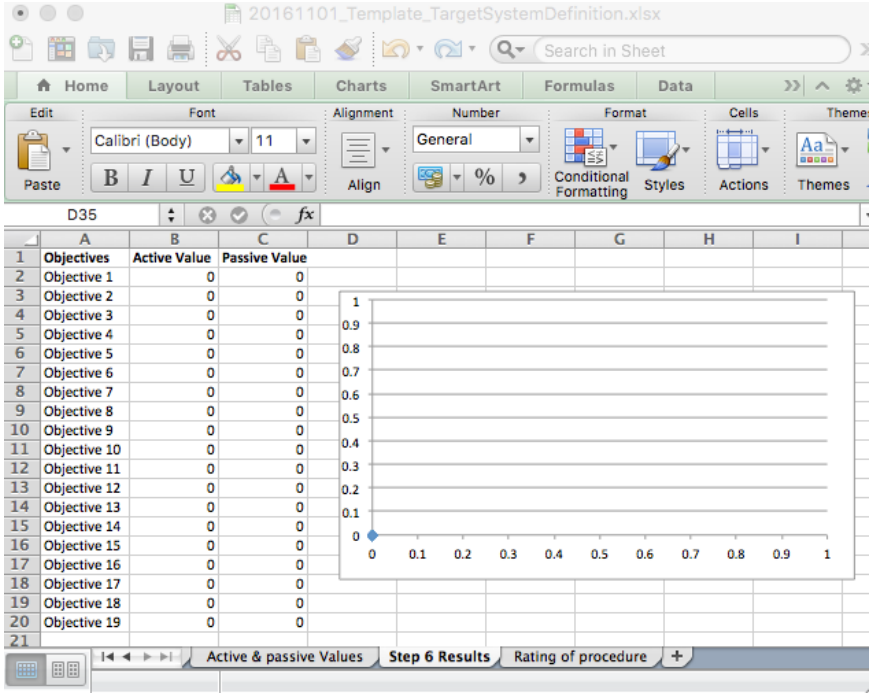 20161101_Template_TargetSystemDefinition.xlsx
Search in Sheet
Home Layout Tables Charts SmartArt Formulas Data
Edit Font Alignment Number Format Cells Themes
Calibri (Body) 11 General
Paste B I U A Align % , Conditional Formatting Styles Actions Aa Themes
D35 fx
A B C D E F G H I
1 Objectives Active Value Passive Value
2 Objective 1 0 0
3 Objective 2 0 0
4 Objective 3 0 0
5 Objective 4 0 0
6 Objective 5 0 0
7 Objective 6 0 0
8 Objective 7 0 0
9 Objective 8 0 0
10 Objective 9 0 0
11 Objective 10 0 0
12 Objective 11 0 0
13 Objective 12 0 0
14 Objective 13 0 0
15 Objective 14 0 0
16 Objective 15 0 0
17 Objective 16 0 0
18 Objective 17 0 0
19 Objective 18 0 0
20 Objective 19 0 0
21
1
0.9
0.8
0.7
0.6
0.5
0.4
0.3
0.2
0.1
0
0 0.1 0.2 0.3 0.4 0.5 0.6 0.7 0.8 0.9 1
Active & passive Values Step 6 Results Rating of procedure +